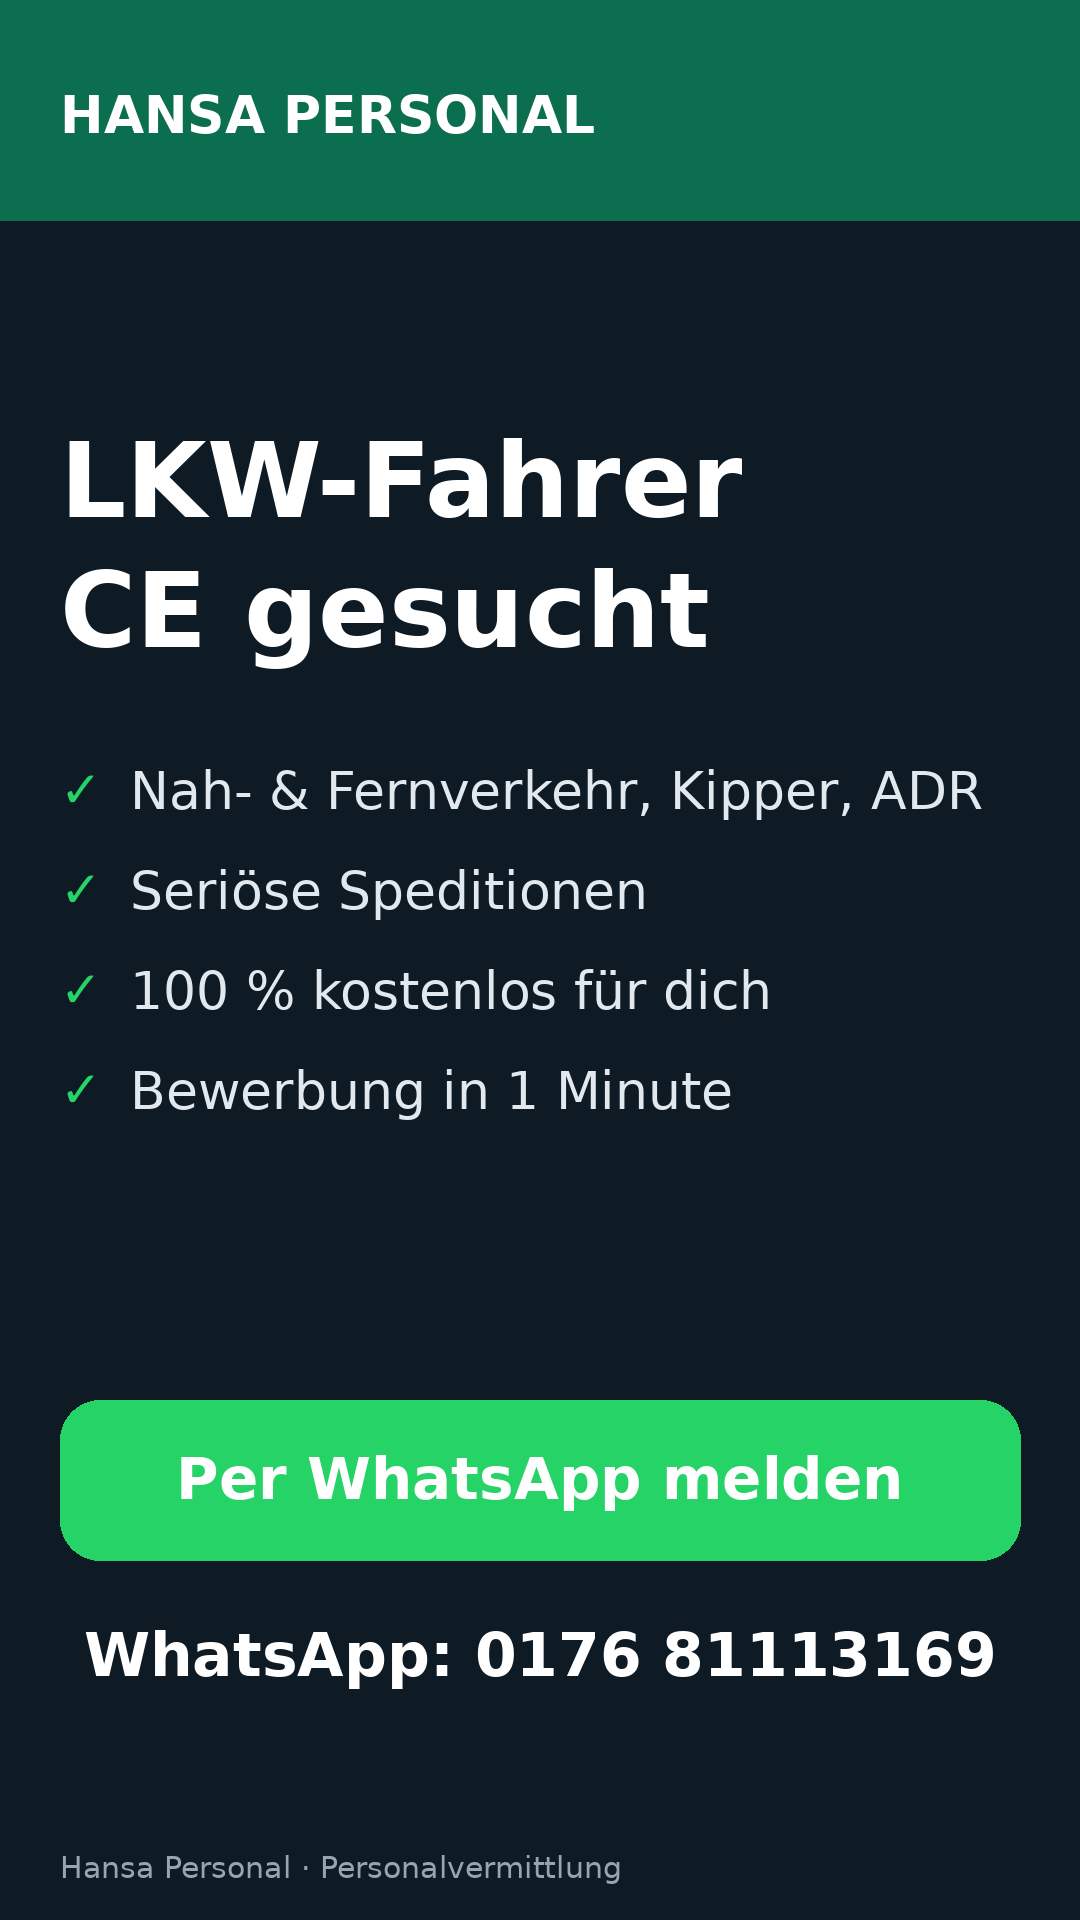 HANSA PERSONAL
LKW-Fahrer
CE gesucht
✓ Nah- & Fernverkehr, Kipper, ADR
✓ Seriöse Speditionen
✓ 100 % kostenlos für dich
✓ Bewerbung in 1 Minute
Per WhatsApp melden
WhatsApp: 0176 81113169
Hansa Personal · Personalvermittlung